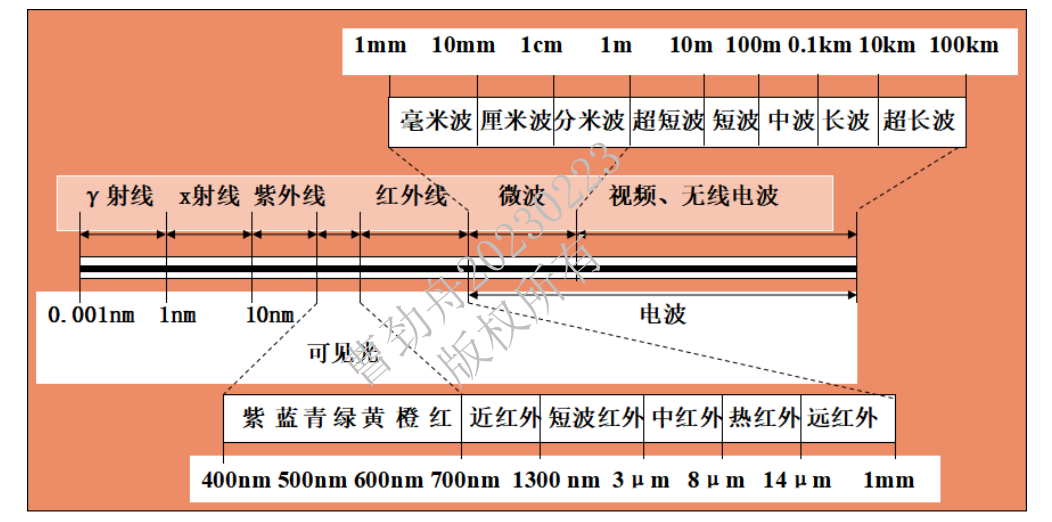 1mm 10mm 1cm 1m 10m 100m 0.1km 10km 100km
毫米波 厘米波 分米波 超短波 短波 中波 长波 超长波
γ射线 x射线 紫外线 红外线 微波 视频、无线电波
0.001nm 1nm 10nm 电波
可见光
紫 蓝 青 绿 黄 橙 红 近红外 短波红外 中红外 热红外 远红外
400nm 500nm 600nm 700nm 1300 nm 3μm 8μm 14μm 1mm
曹劲舟20230223
版权所有